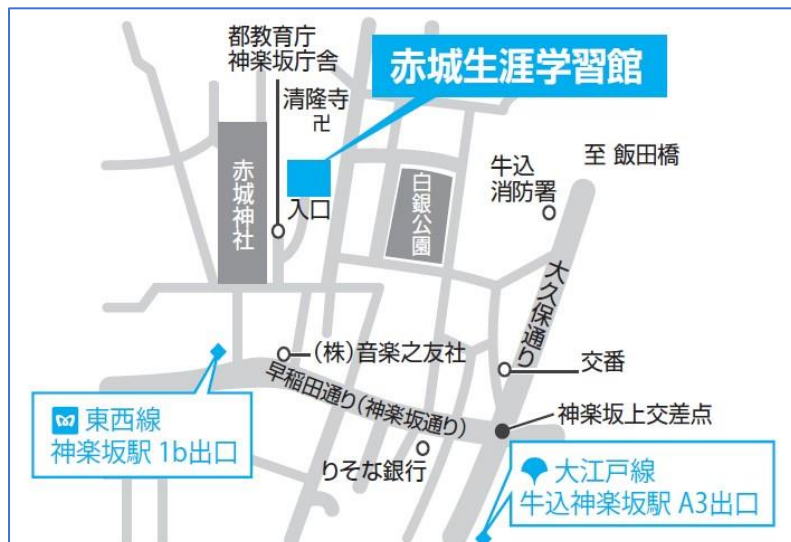 都教育庁
神楽坂庁舎
赤城生涯学習館
清隆寺
卍
牛込
消防署
至 飯田橋
赤城神社
入口
白銀公園
大久保通り
(株)音楽之友社
交番
早稲田通り(神楽坂通り)
東西線
神楽坂駅 1b出口
神楽坂上交差点
りそな銀行
大江戸線
牛込神楽坂駅 A3出口